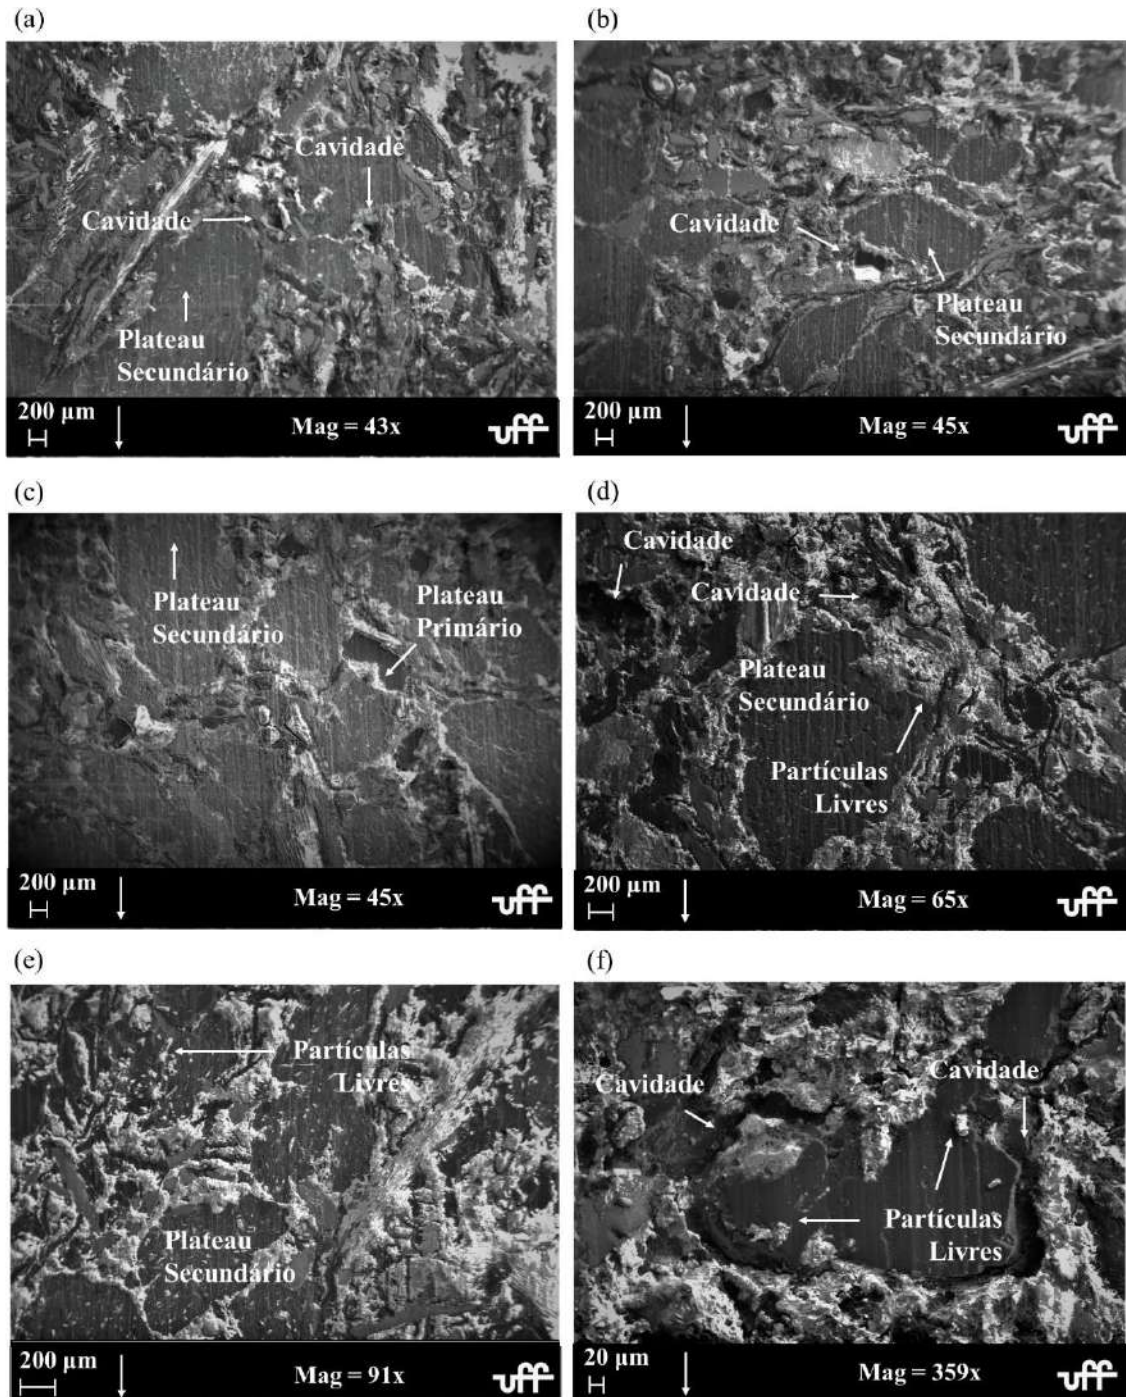 (a)
Cavidade
Cavidade
Plateau
Secundário
200 µm
Mag = 43x
uff
(b)
Cavidade
Plateau
Secundário
200 µm
Mag = 45x
uff
(c)
Plateau
Secundário
Plateau
Primário
200 µm
Mag = 45x
uff
(d)
Cavidade
Cavidade
Plateau
Secundário
Partículas
Livres
200 µm
Mag = 65x
uff
(e)
Partículas
Livres
Plateau
Secundário
200 µm
Mag = 91x
uff
(f)
Cavidade
Cavidade
Partículas
Livres
20 µm
Mag = 359x
uff